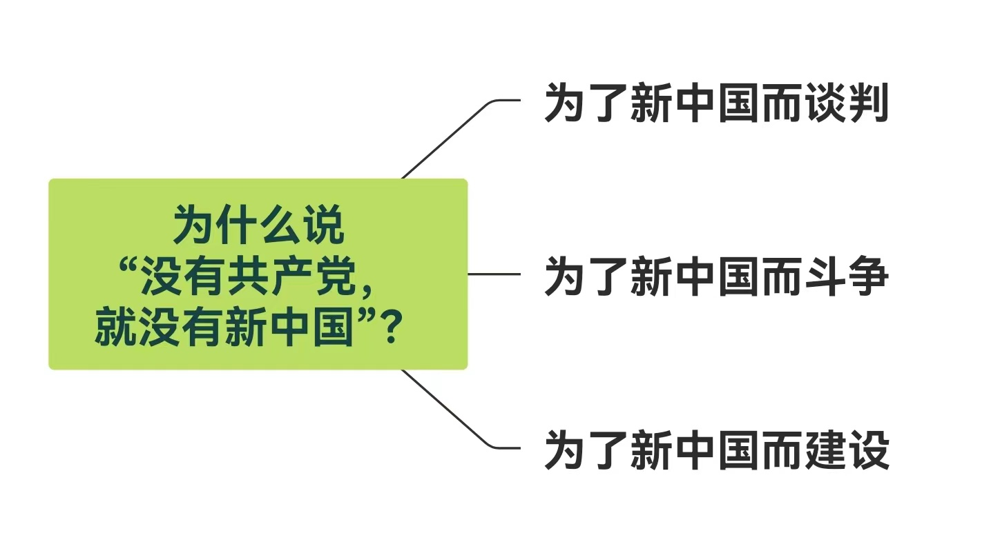 为什么说
“没有共产党，
就没有新中国”？
为了新中国而谈判
为了新中国而斗争
为了新中国而建设